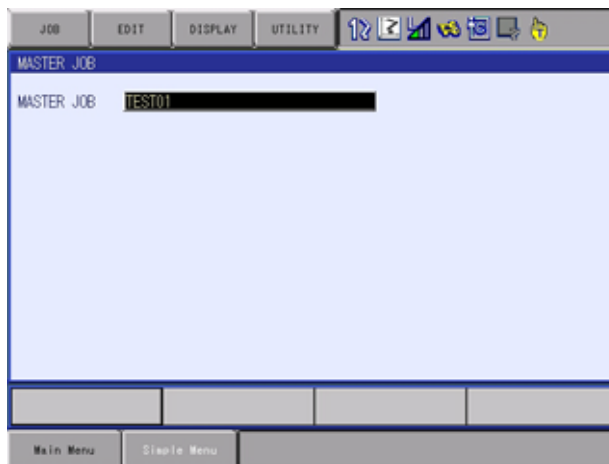 JOB EDIT DISPLAY UTILITY
MASTER JOB
MASTER JOB TEST01
Main Menu Simple Menu